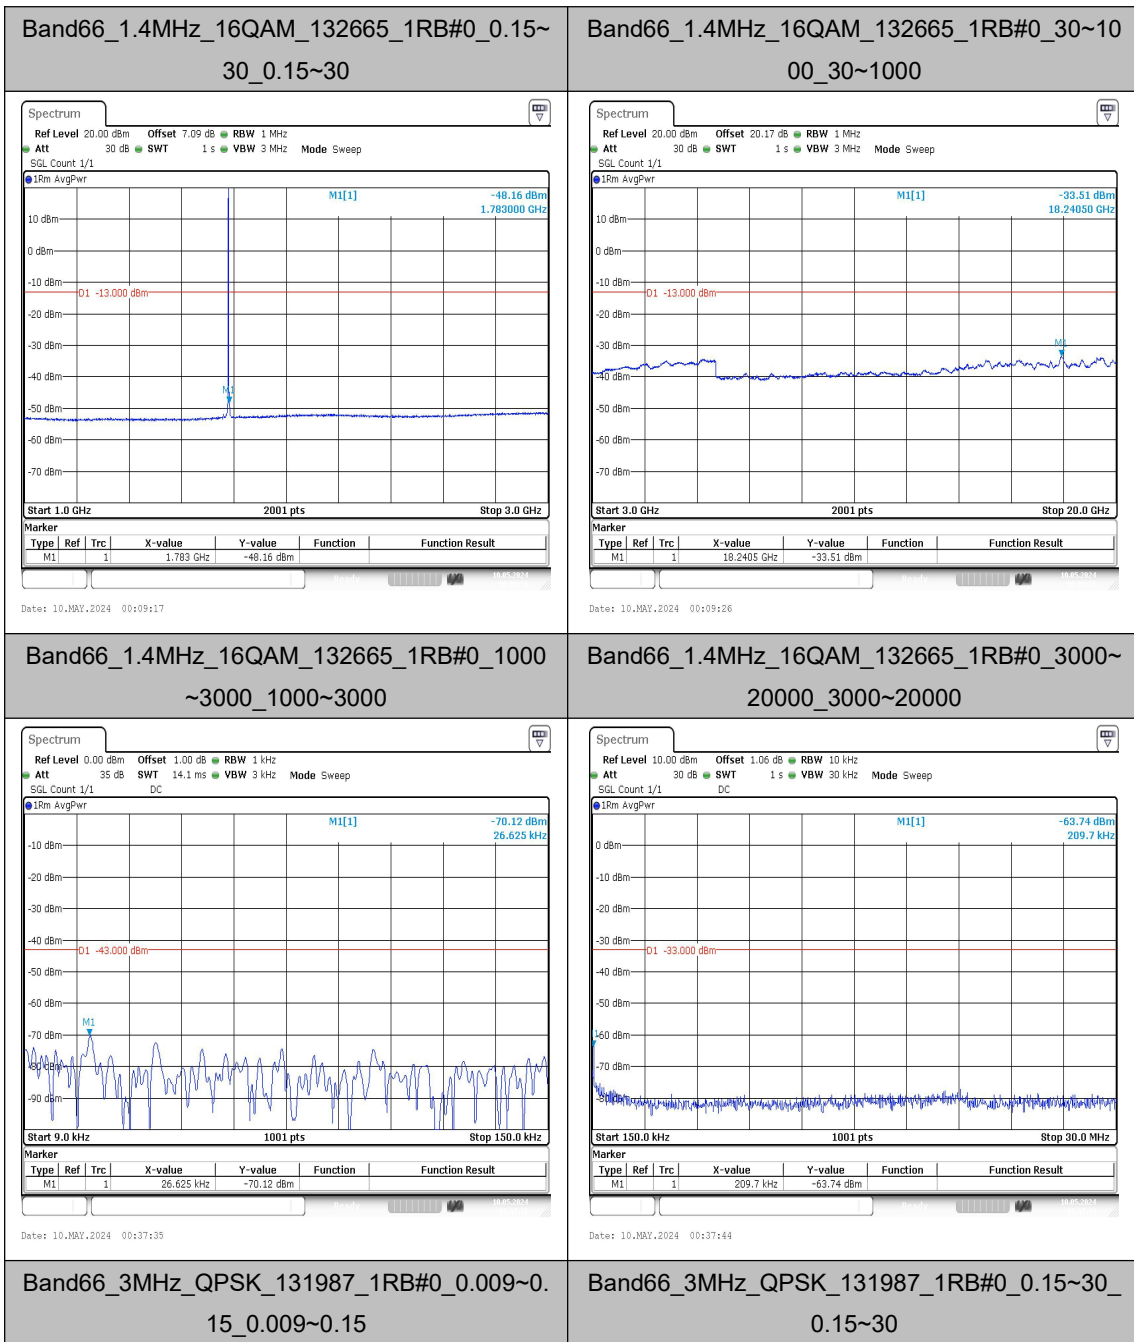 Band66_1.4MHz_16QAM_132665_1RB#0_0.15~
30_0.15~30
Band66_1.4MHz_16QAM_132665_1RB#0_30~10
00_30~1000
Spectrum
Ref Level 20.00 dBm Offset 7.09 dB RBW 1 MHz
Att 30 dB SWT 1 s VBW 3 MHz Mode Sweep
SGL Count 1/1
1Rm AvgPwr
M1[1] -48.16 dBm
1.783000 GHz
10 dBm
0 dBm
-10 dBm
D1 -13.000 dBm
-20 dBm
-30 dBm
-40 dBm
M1
-50 dBm
-60 dBm
-70 dBm
Start 1.0 GHz 2001 pts Stop 3.0 GHz
Marker
Type Ref Trc X-value Y-value Function Function Result
M1 1 1.783 GHz -48.16 dBm
Ready 10.05.2024
Date: 10.MAY.2024 00:09:17
Spectrum
Ref Level 20.00 dBm Offset 20.17 dB RBW 1 MHz
Att 30 dB SWT 1 s VBW 3 MHz Mode Sweep
SGL Count 1/1
1Rm AvgPwr
M1[1] -33.51 dBm
18.24050 GHz
10 dBm
0 dBm
-10 dBm
D1 -13.000 dBm
-20 dBm
-30 dBm
M1
-40 dBm
-50 dBm
-60 dBm
-70 dBm
Start 3.0 GHz 2001 pts Stop 20.0 GHz
Marker
Type Ref Trc X-value Y-value Function Function Result
M1 1 18.2405 GHz -33.51 dBm
Ready 10.05.2024
Date: 10.MAY.2024 00:09:26
Band66_1.4MHz_16QAM_132665_1RB#0_1000
~3000_1000~3000
Band66_1.4MHz_16QAM_132665_1RB#0_3000~
20000_3000~20000
Spectrum
Ref Level 0.00 dBm Offset 1.00 dB RBW 1 kHz
Att 35 dB SWT 14.1 ms VBW 3 kHz Mode Sweep
SGL Count 1/1 DC
1Rm AvgPwr
M1[1] -70.12 dBm
26.625 kHz
-10 dBm
-20 dBm
-30 dBm
-40 dBm
D1 -43.000 dBm
-50 dBm
-60 dBm
M1
-70 dBm
-80 dBm
-90 dBm
Start 9.0 kHz 1001 pts Stop 150.0 kHz
Marker
Type Ref Trc X-value Y-value Function Function Result
M1 1 26.625 kHz -70.12 dBm
Ready 10.05.2024
Date: 10.MAY.2024 00:37:35
Spectrum
Ref Level 10.00 dBm Offset 1.06 dB RBW 10 kHz
Att 30 dB SWT 1 s VBW 30 kHz Mode Sweep
SGL Count 1/1 DC
1Rm AvgPwr
M1[1] -63.74 dBm
209.7 kHz
0 dBm
-10 dBm
-20 dBm
-30 dBm
D1 -33.000 dBm
-40 dBm
-50 dBm
-60 dBm
-70 dBm
-80 dBm
Start 150.0 kHz 1001 pts Stop 30.0 MHz
Marker
Type Ref Trc X-value Y-value Function Function Result
M1 1 209.7 kHz -63.74 dBm
Ready 10.05.2024
Date: 10.MAY.2024 00:37:44
Band66_3MHz_QPSK_131987_1RB#0_0.009~0.
15_0.009~0.15
Band66_3MHz_QPSK_131987_1RB#0_0.15~30_
0.15~30